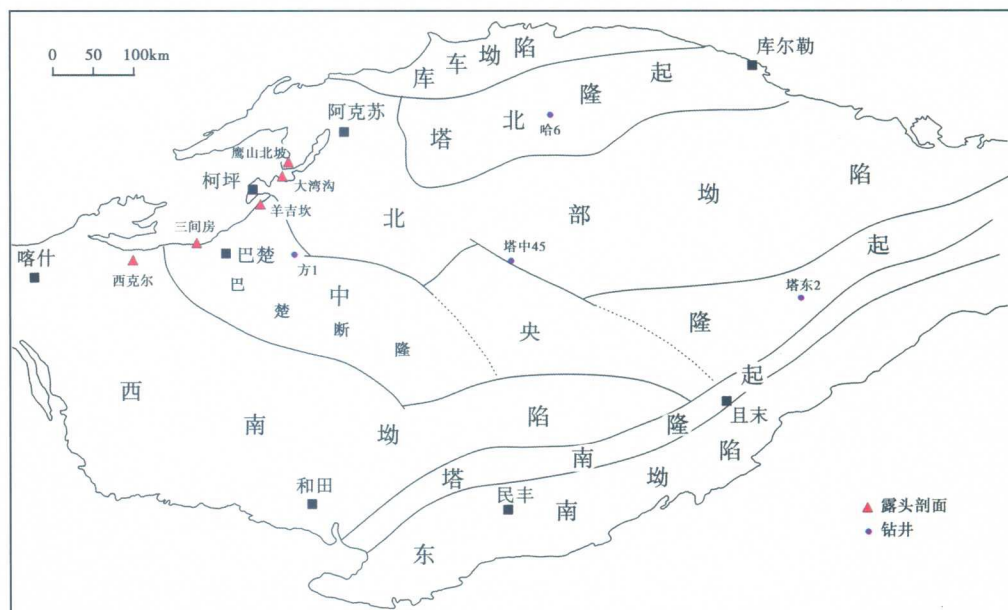 0 50 100km
库车坳陷
库尔勒
塔北隆起
哈6
阿克苏
鹰山北坡
大湾沟
柯坪
羊吉坎
北部坳陷
三间房
喀什
西克尔
巴楚
方1
塔中45
塔东2
巴楚断隆
中央隆起
西南坳陷
塔南隆起
且末
和田
民丰
东南坳陷
露头剖面
钻井